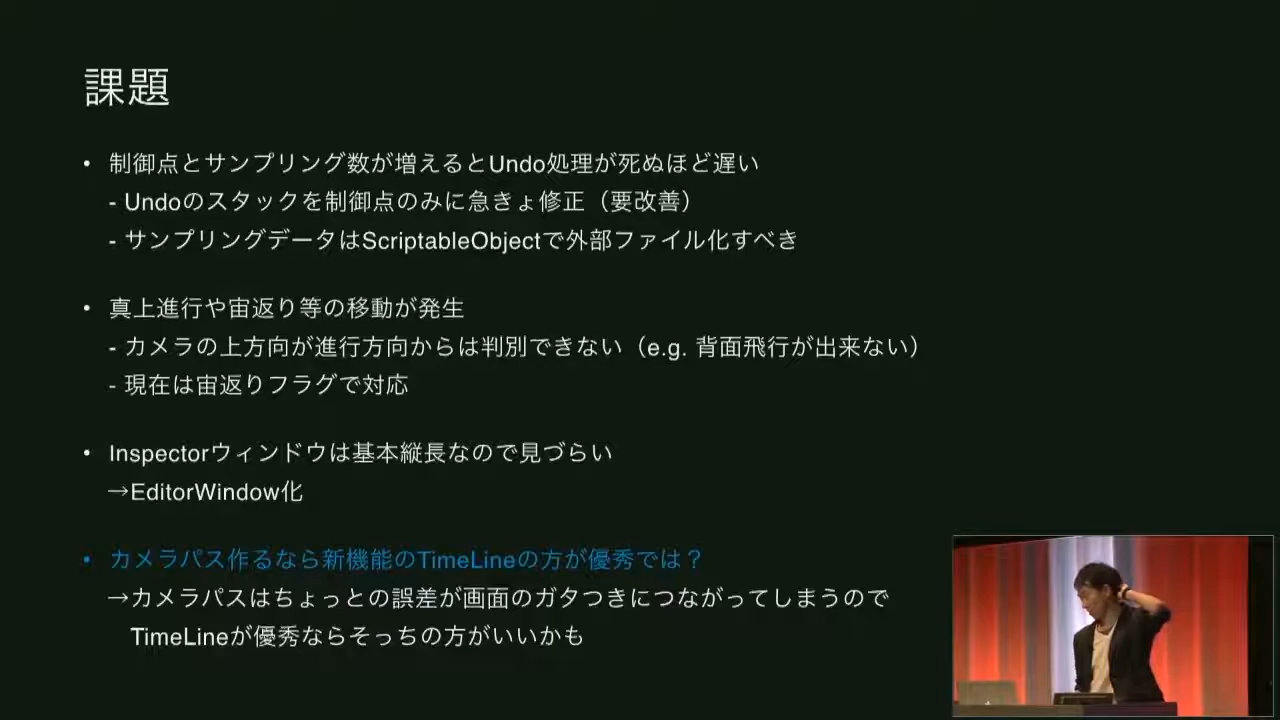 課題
• 制御点とサンプリング数が増えるとUndo処理が死ぬほど遅い
- Undoのスタックを制御点のみに急きょ修正（要改善）
- サンプリングデータはScriptableObjectで外部ファイル化すべき
• 真上進行や宙返り等の移動が発生
- カメラの上方向が進行方向からは判別できない（e.g. 背面飛行が出来ない）
- 現在は宙返りフラグで対応
• Inspectorウィンドウは基本縦長なので見づらい
→EditorWindow化
• カメラパス作るなら新機能のTimeLineの方が優秀では？
→カメラパスはちょっとの誤差が画面のガタつきにつながってしまうので
TimeLineが優秀ならそっちの方がいいかも